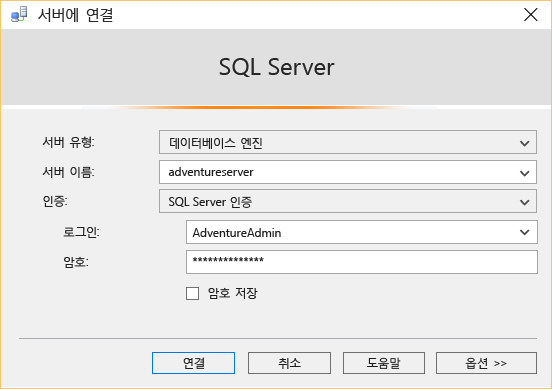 서버에 연결
SQL Server
서버 유형: 데이터베이스 엔진
서버 이름: adventureserver
인증: SQL Server 인증
로그인: AdventureAdmin
암호: **************
암호 저장
연결 취소 도움말 옵션 >>